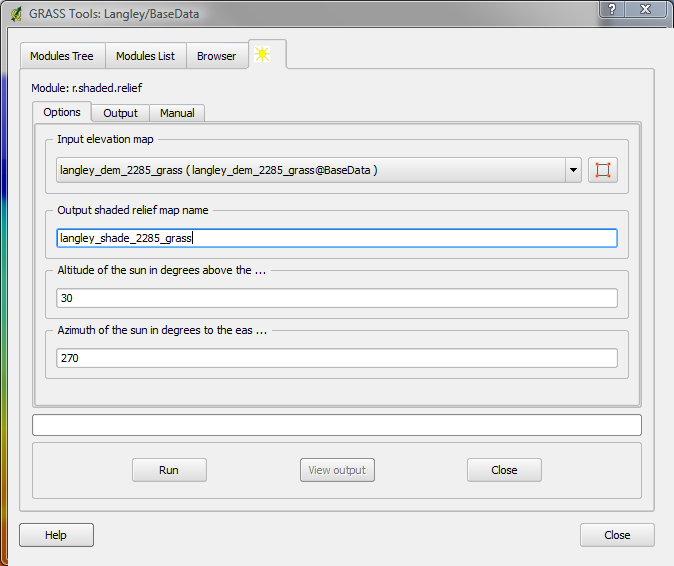 GRASS Tools: Langley/BaseData
Modules Tree
Modules List
Browser
Module: r.shaded.relief
Options
Output
Manual
Input elevation map
langley_dem_2285_grass ( langley_dem_2285_grass@BaseData )
Output shaded relief map name
langley_shade_2285_grass
Altitude of the sun in degrees above the ...
30
Azimuth of the sun in degrees to the eas ...
270
Run
View output
Close
Help
Close